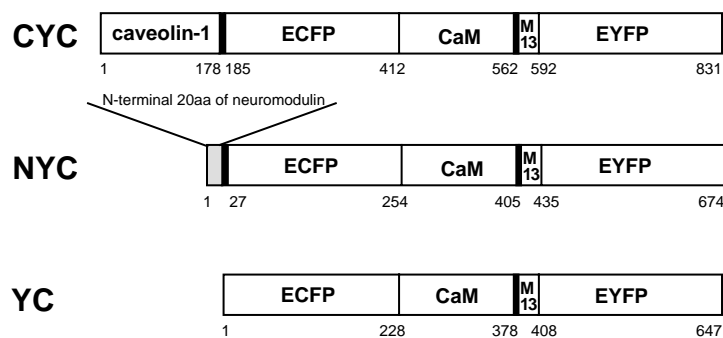 CYC
caveolin-1 ECFP CaM M 13 EYFP
1 178 185 412 562 592 831
N-terminal 20aa of neuromodulin
NYC
ECFP CaM M 13 EYFP
1 27 254 405 435 674
YC
ECFP CaM M 13 EYFP
1 228 378 408 647